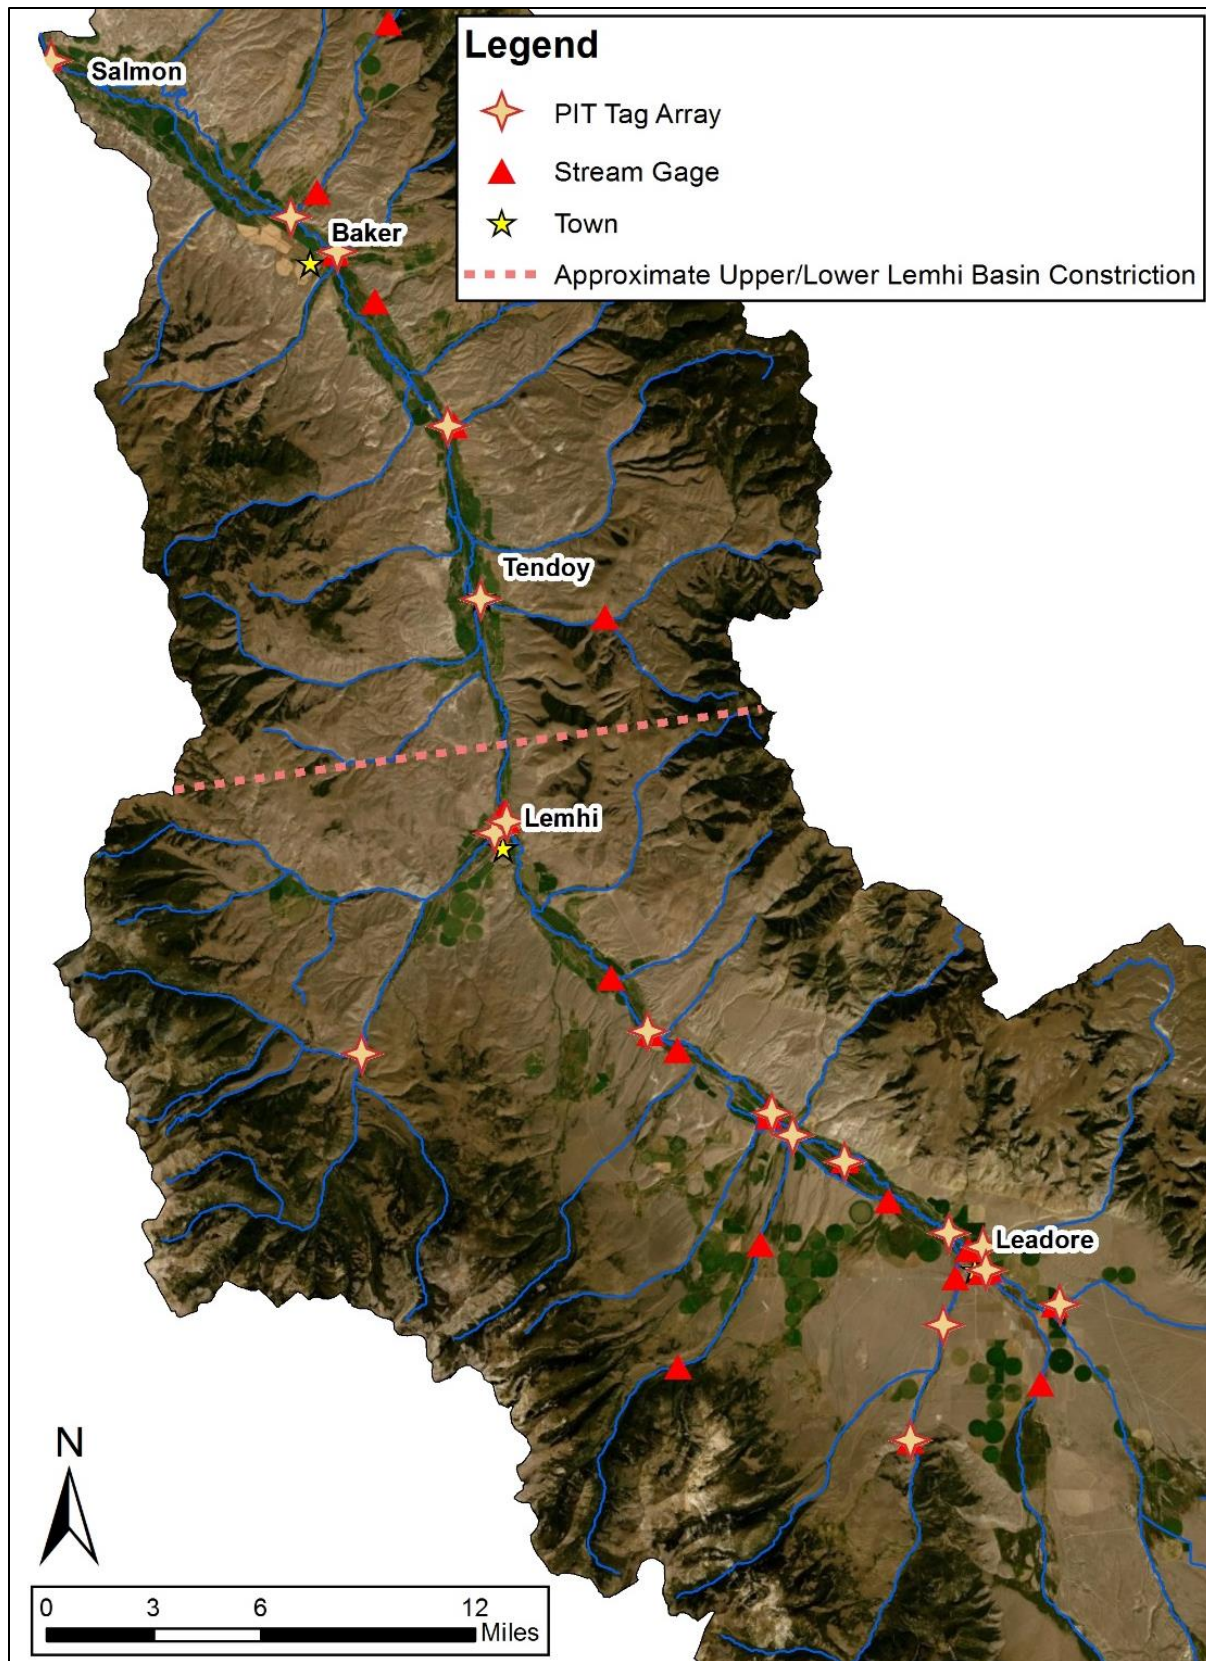 Legend
PIT Tag Array
Stream Gage
Town
Approximate Upper/Lower Lemhi Basin Constriction
Salmon
Baker
Tendoy
Lemhi
Leadore
N
0 3 6 12
Miles